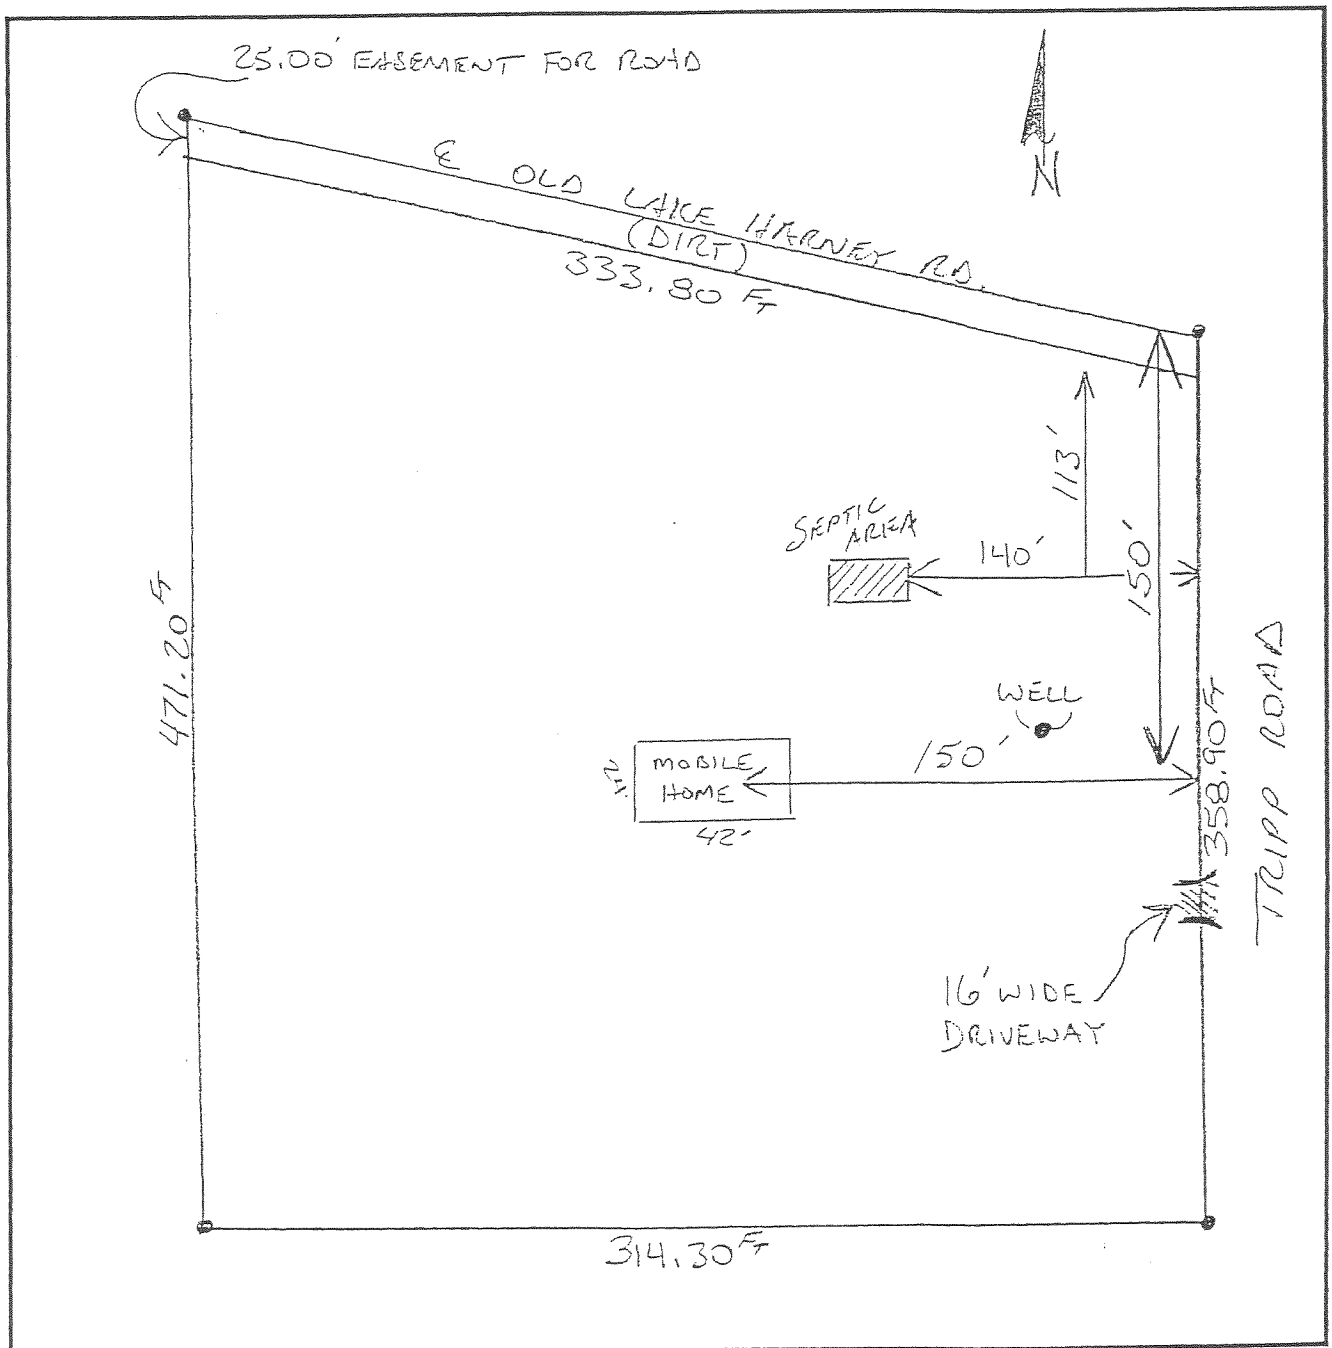 25.00' EASEMENT FOR ROAD
N
℄ OLD LAKE HARNEY RD.
(DIRT)
333.80 FT
113'
150'
SEPTIC
AREA
140'
471.20 FT
WELL
150'
MOBILE
HOME
42'
358.90 FT
TRIPP ROAD
16' WIDE
DRIVEWAY
314.30 FT